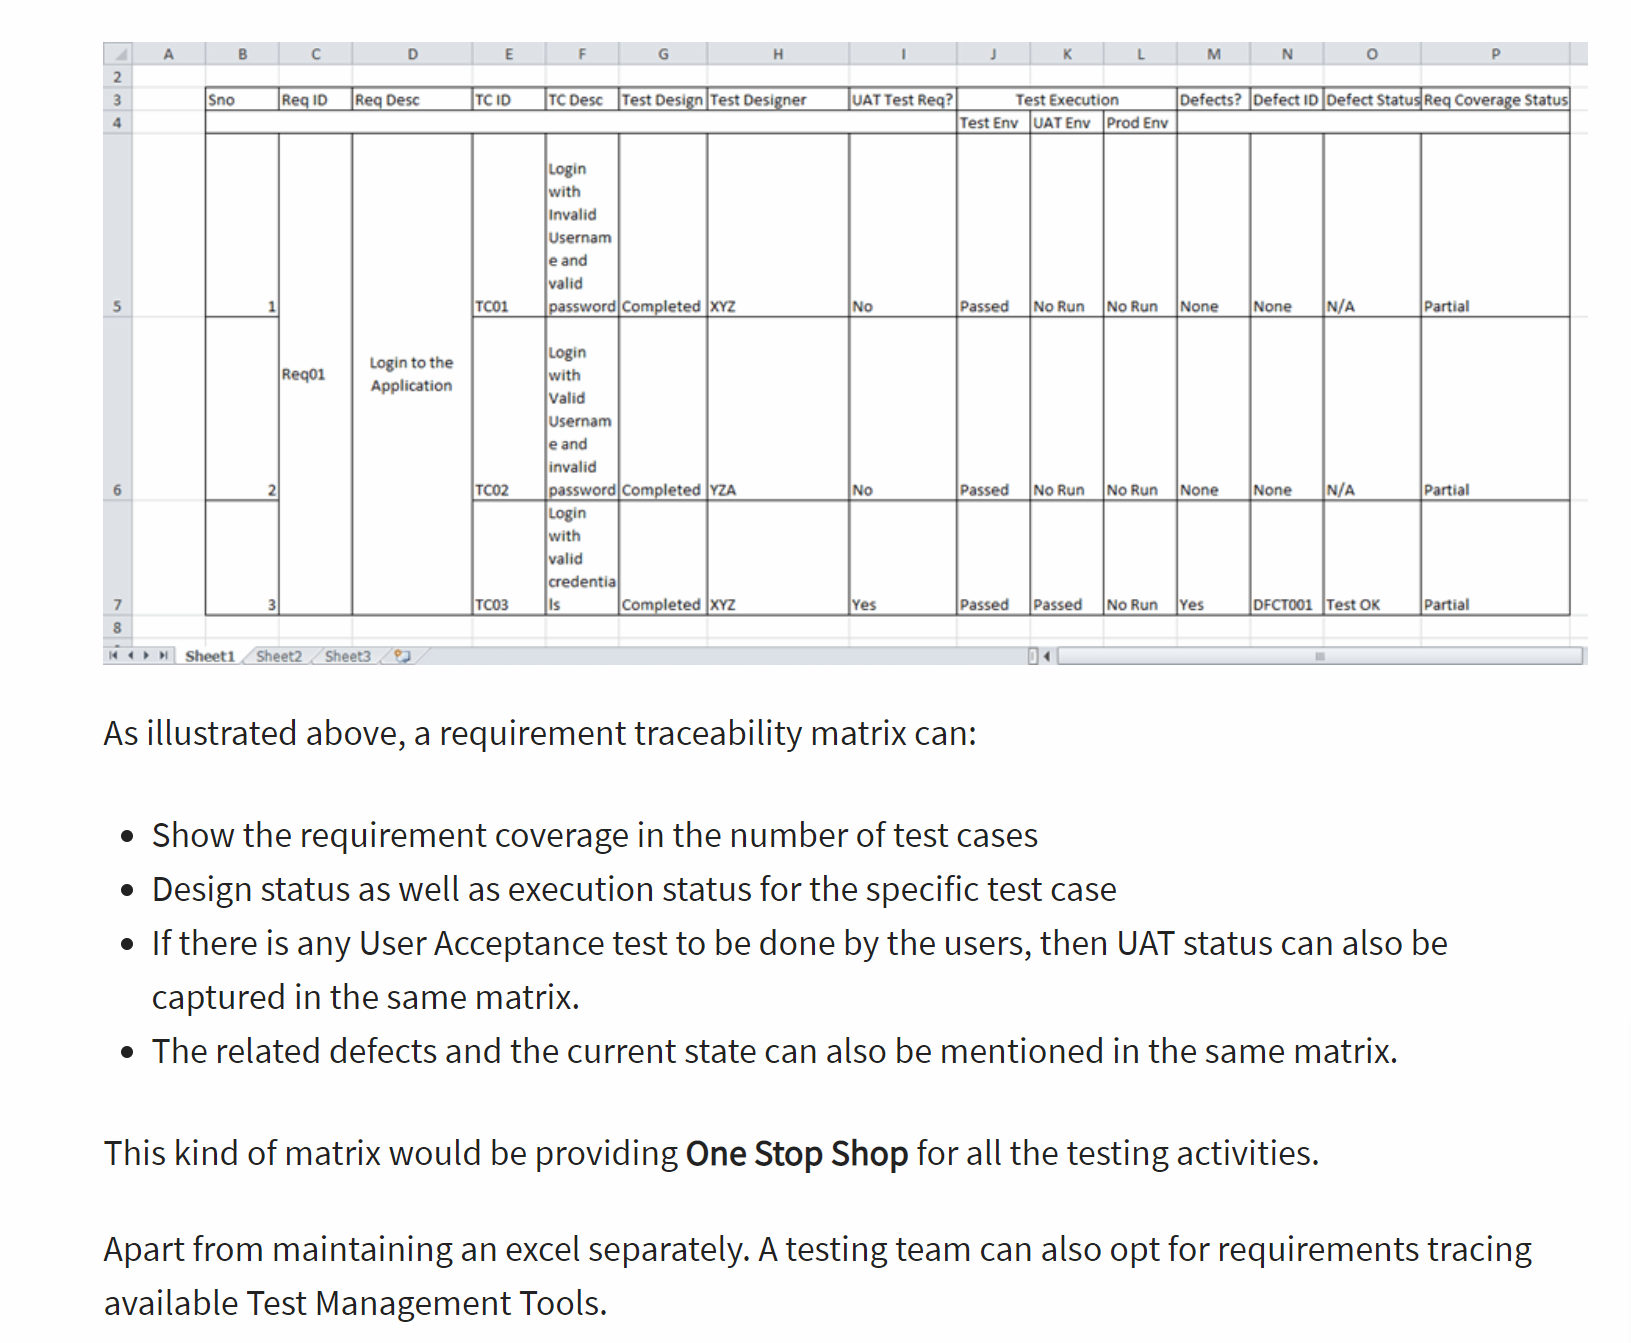 A B C D E F G H I J K L M N O P
2
3 Sno Req ID Req Desc TC ID TC Desc Test Design Test Designer UAT Test Req? Test Execution Defects? Defect ID Defect Status Req Coverage Status
4 Test Env UAT Env Prod Env
Login
with
Invalid
Usernam
e and
valid
5 1 TC01 password Completed XYZ No Passed No Run No Run None None N/A Partial
Login
with
Valid
Usernam
e and
invalid
Req01 Login to the
Application
6 2 TC02 password Completed YZA No Passed No Run No Run None None N/A Partial
Login
with
valid
credentia
7 3 TC03 ls Completed XYZ Yes Passed Passed No Run Yes DFCT001 Test OK Partial
8
Sheet1 Sheet2 Sheet3
As illustrated above, a requirement traceability matrix can:
• Show the requirement coverage in the number of test cases
• Design status as well as execution status for the specific test case
• If there is any User Acceptance test to be done by the users, then UAT status can also be
captured in the same matrix.
• The related defects and the current state can also be mentioned in the same matrix.
This kind of matrix would be providing One Stop Shop for all the testing activities.
Apart from maintaining an excel separately. A testing team can also opt for requirements tracing
available Test Management Tools.